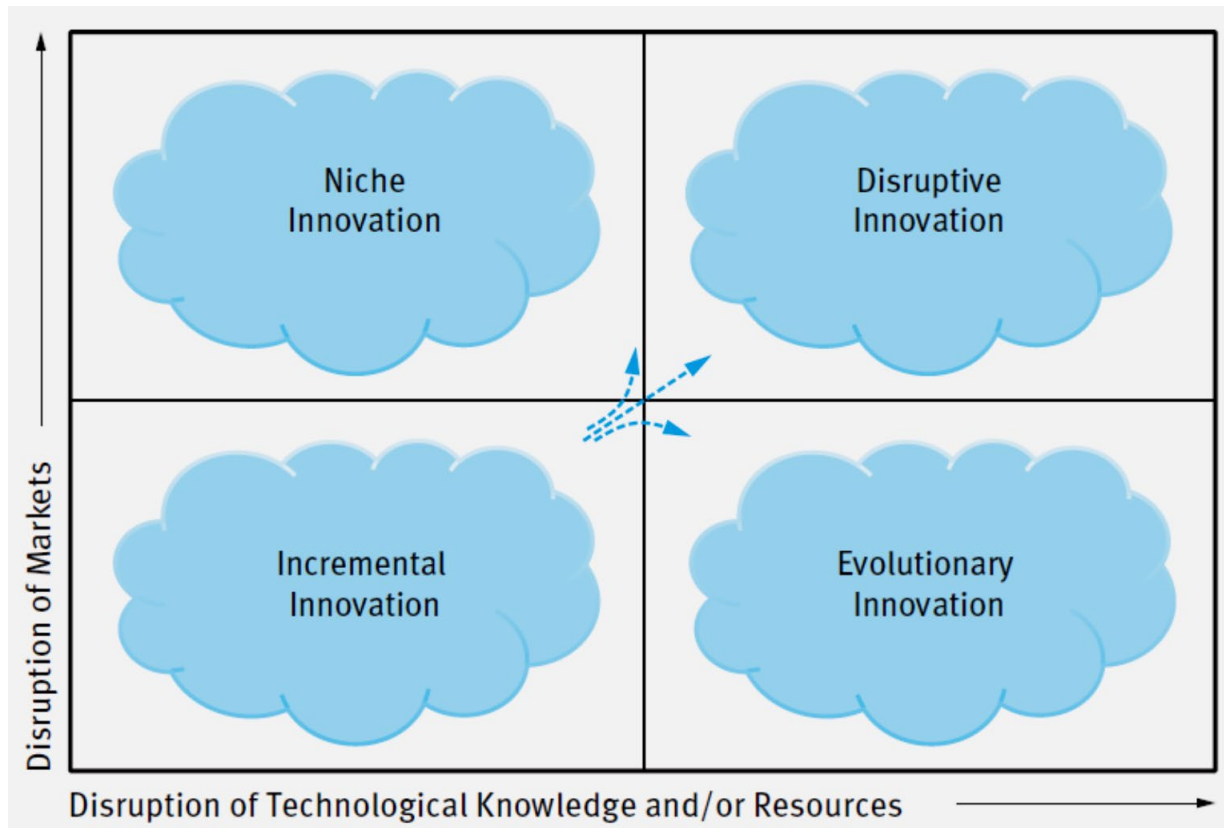 Niche
Innovation
Disruptive
Innovation
Incremental
Innovation
Evolutionary
Innovation
Disruption of Markets
Disruption of Technological Knowledge and/or Resources